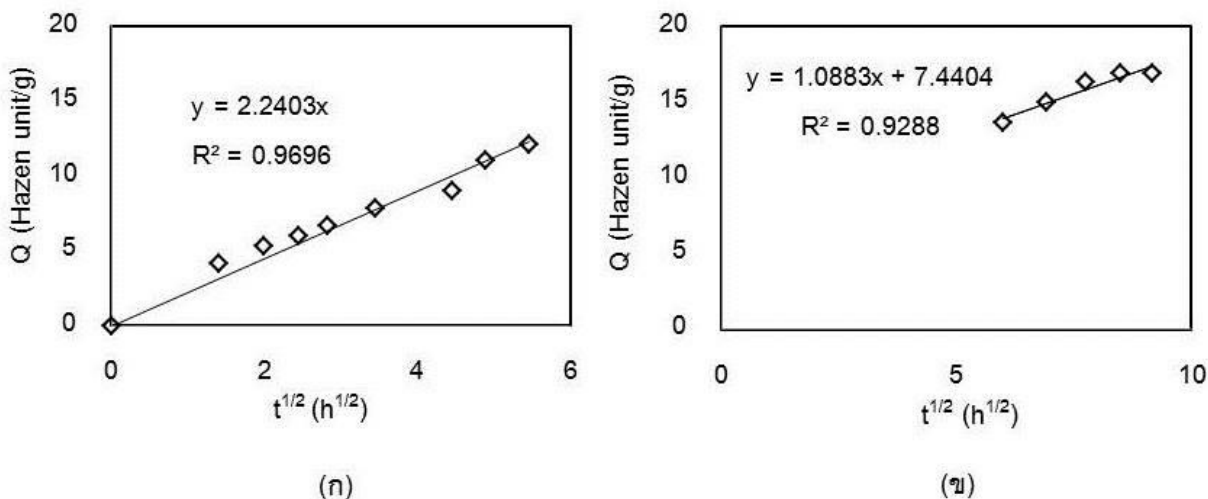 20
15
10
5
0
Q (Hazen unit/g)
y = 2.2403x
R² = 0.9696
0 2 4 6
t^{1/2} (h^{1/2})
(ก)
20
15
10
5
0
Q (Hazen unit/g)
y = 1.0883x + 7.4404
R² = 0.9288
0 5 10
t^{1/2} (h^{1/2})
(ข)